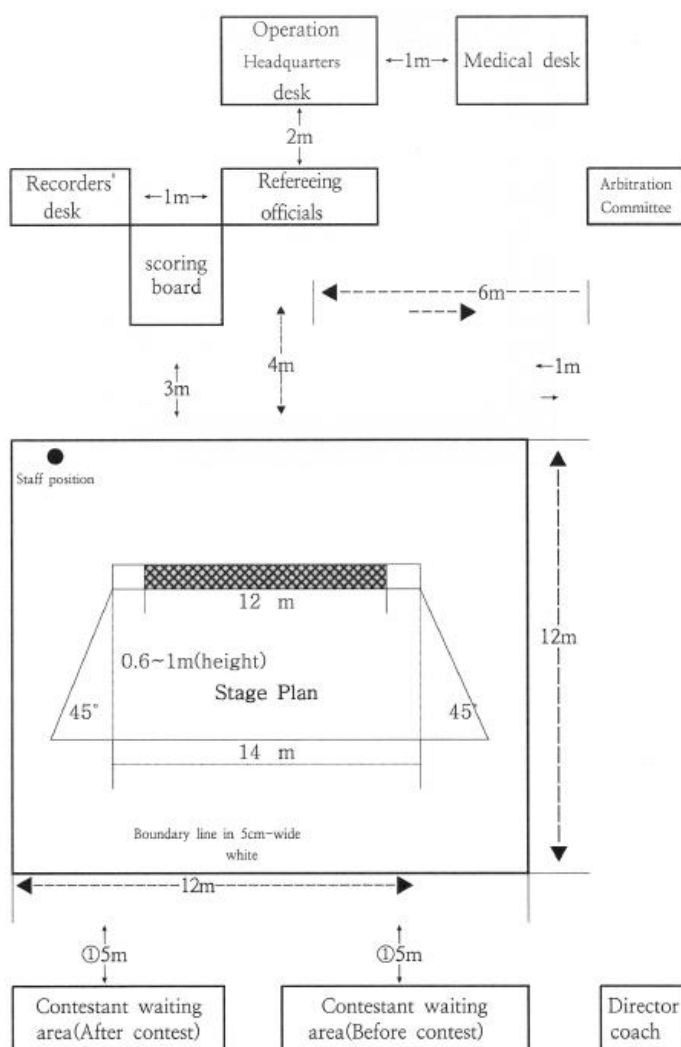 Operation
Headquarters
desk
1m
Medical desk
2m
Recorders'
desk
1m
Refereeing
officials
Arbitration
Committee
scoring
board
6m
4m
3m
1m
Staff position
12 m
0.6~1m(height)
Stage Plan
45°
45°
14 m
12m
Boundary line in 5cm-wide
white
12m
①5m
①5m
Contestant waiting
area(After contest)
Contestant waiting
area(Before contest)
Director
coach